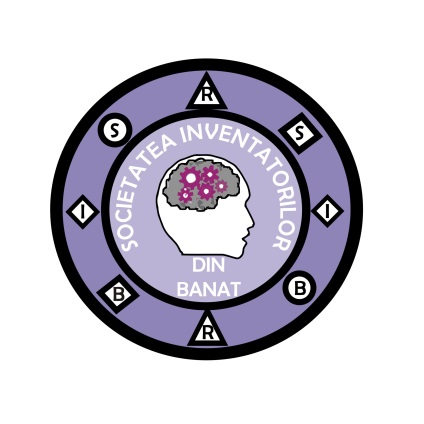 R
S
S
SOCIETATEA INVENTATORILOR
I
I
DIN
BANAT
B
B
R